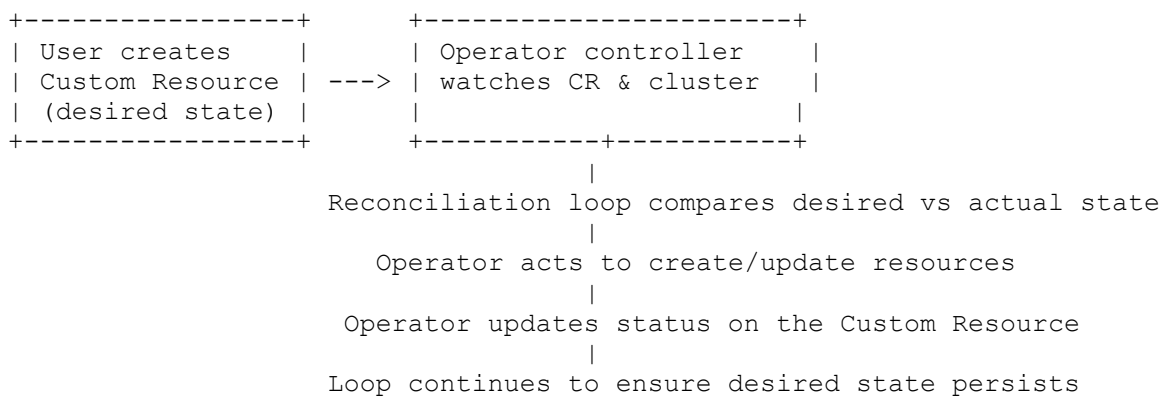 User creates
Custom Resource
(desired state)
--->
Operator controller
watches CR & cluster
Reconciliation loop compares desired vs actual state
Operator acts to create/update resources
Operator updates status on the Custom Resource
Loop continues to ensure desired state persists